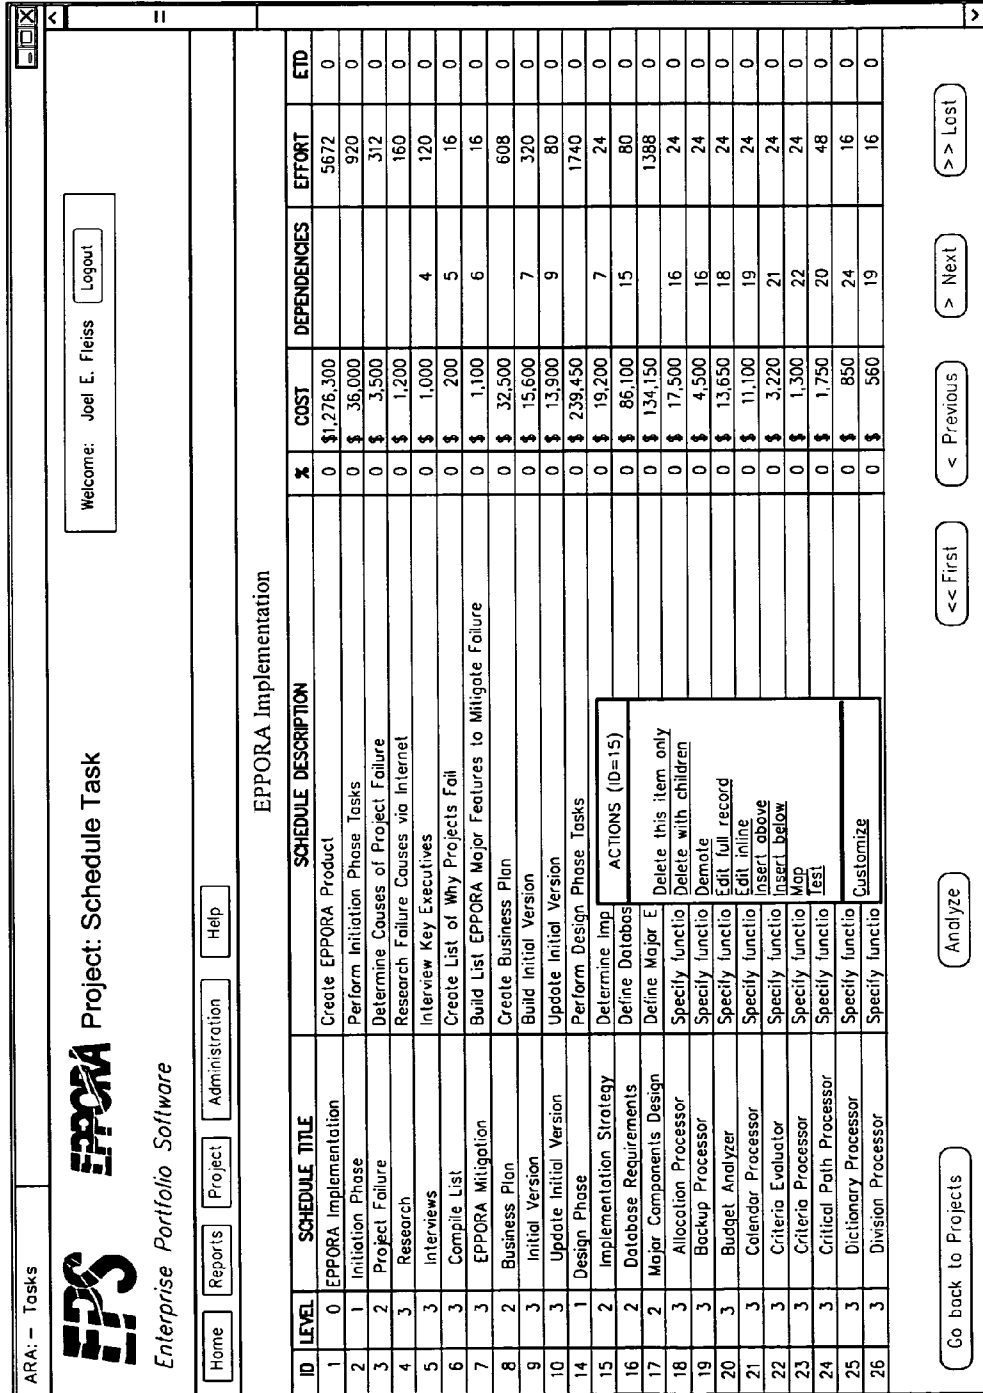 ARA: – Tasks
EPS EPPORA Project: Schedule Task
Welcome: Joel E. Fleiss Logout
Enterprise Portfolio Software
Home Reports Project Administration Help
EPPORA Implementation
ID LEVEL SCHEDULE TITLE SCHEDULE DESCRIPTION % COST DEPENDENCIES EFFORT ETD
1 0 EPPORA Implementation Create EPPORA Product 0 $1,276,300 5672 0
2 1 Initiation Phase Perform Initiation Phase Tasks 0 $ 36,000 920 0
3 2 Project Failure Determine Causes of Project Failure 0 $ 3,500 312 0
4 3 Research Research Failure Causes via Internet 0 $ 1,200 160 0
5 3 Interviews Interview Key Executives 0 $ 1,000 4 120 0
6 3 Compile List Create List of Why Projects Fail 0 $ 200 5 16 0
7 3 EPPORA Mitigation Build List EPPORA Major Features to Mitigate Failure 0 $ 1,100 6 16 0
8 2 Business Plan Create Business Plan 0 $ 32,500 608 0
9 3 Initial Version Build Initial Version 0 $ 15,600 7 320 0
10 3 Update Initial Version Update Initial Version 0 $ 13,900 9 80 0
14 1 Design Phase Perform Design Phase Tasks 0 $ 239,450 1740 0
15 2 Implementation Strategy Determine Imp 0 $ 19,200 7 24 0
16 2 Database Requirements Define Databas 0 $ 86,100 15 80 0
17 2 Major Components Design Define Major E 0 $ 134,150 1388 0
18 3 Allocation Processor Specify functio 0 $ 17,500 16 24 0
19 3 Backup Processor Specify functio 0 $ 4,500 16 24 0
20 3 Budget Analyzer Specify functio 0 $ 13,650 18 24 0
21 3 Calendar Processor Specify functio 0 $ 11,100 19 24 0
22 3 Criteria Evaluator Specify functio 0 $ 3,220 21 24 0
23 3 Criteria Processor Specify functio 0 $ 1,300 22 24 0
24 3 Critical Path Processor Specify functio 0 $ 1,750 20 48 0
25 3 Dictionary Processor Specify functio 0 $ 850 24 16 0
26 3 Division Processor Specify functio 0 $ 560 19 16 0
ACTIONS (ID=15)
Delete this item only
Delete with children
Demote
Edit full record
Edit inline
Insert above
Insert below
Map
Test
Customize
Go back to Projects Analyze << First < Previous > Next >> Last